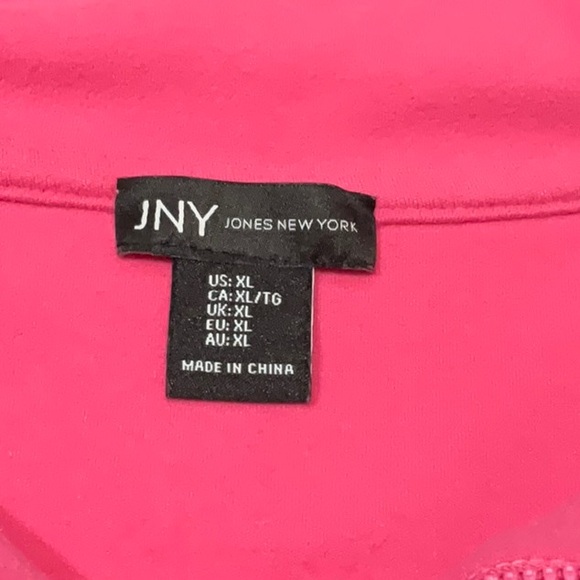 JNY JONES NEW YORK
US: XL
CA: XL/TG
UK: XL
EU: XL
AU: XL
MADE IN CHINA